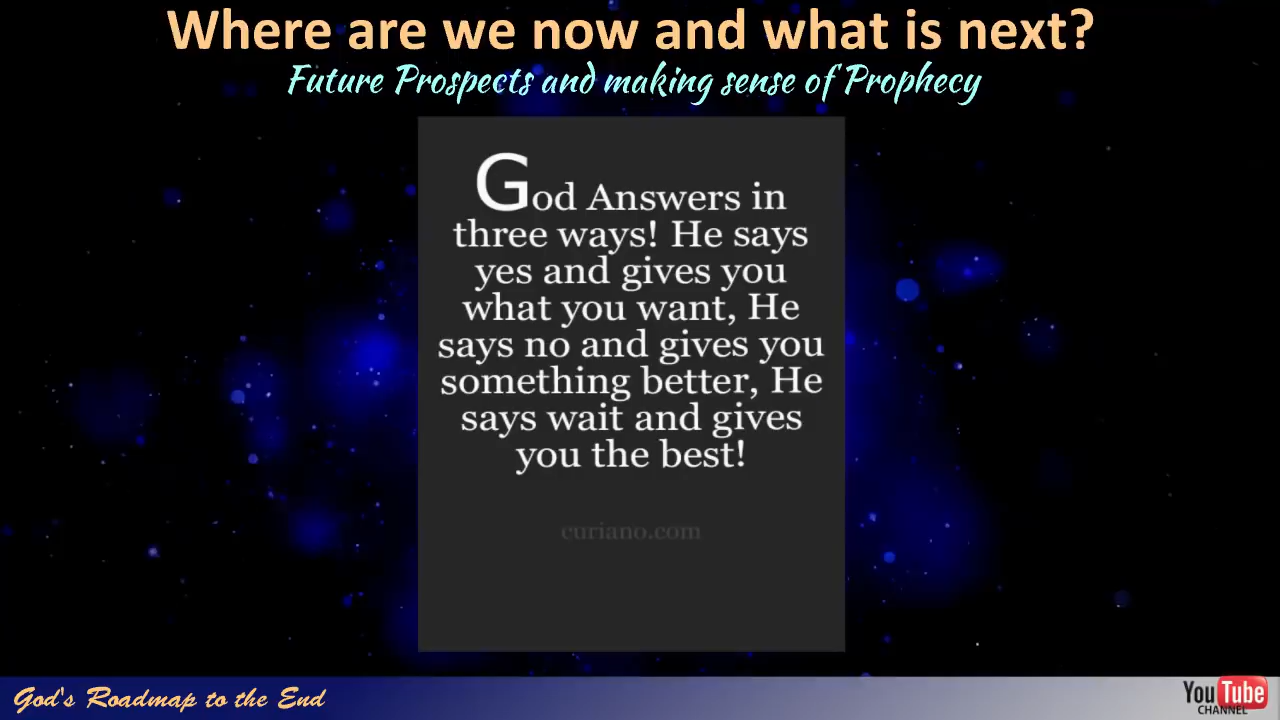 Where are we now and what is next?
Future Prospects and making sense of Prophecy
God Answers in
three ways! He says
yes and gives you
what you want, He
says no and gives you
something better, He
says wait and gives
you the best!
curiano.com
God's Roadmap to the End
YouTube
CHANNEL